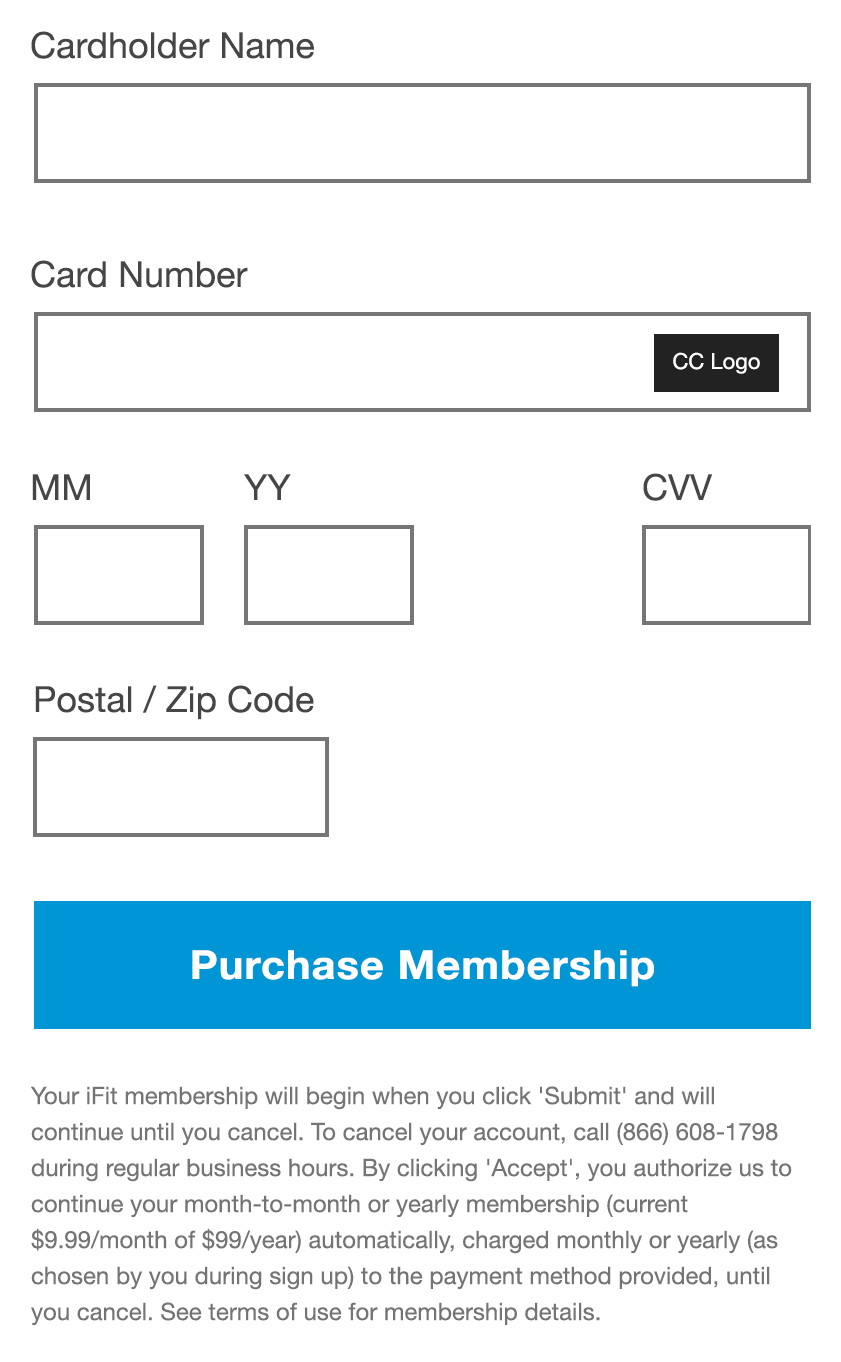 Cardholder Name
Card Number
CC Logo
MM YY CVV
Postal / Zip Code
Purchase Membership
Your iFit membership will begin when you click 'Submit' and will
continue until you cancel. To cancel your account, call (866) 608-1798
during regular business hours. By clicking 'Accept', you authorize us to
continue your month-to-month or yearly membership (current
$9.99/month of $99/year) automatically, charged monthly or yearly (as
chosen by you during sign up) to the payment method provided, until
you cancel. See terms of use for membership details.